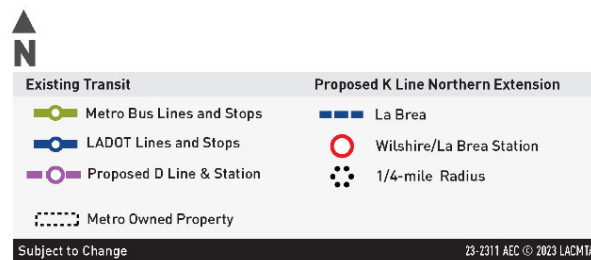 N
Existing Transit Proposed K Line Northern Extension
Metro Bus Lines and Stops La Brea
LADOT Lines and Stops Wilshire/La Brea Station
Proposed D Line & Station 1/4-mile Radius
Metro Owned Property
Subject to Change 23-2311 AEC © 2023 LACMTA